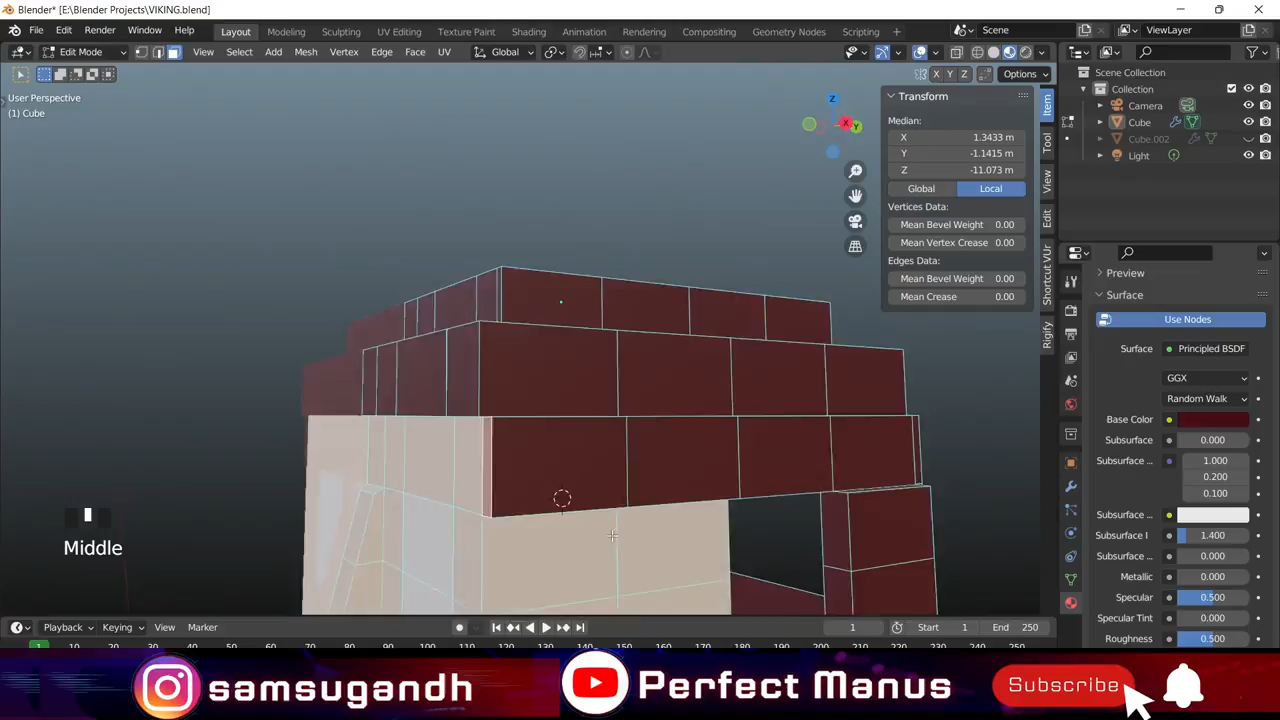 Blender* [E:\Blender Projects\VIKING.blend]
File Edit Render Window Help Layout Modeling Sculpting UV Editing Texture Paint Shading Animation Rendering Compositing Geometry Nodes Scripting + Scene ViewLayer
Edit Mode View Select Add Mesh Vertex Edge Face UV Global
X Y Z Options
User Perspective
(1) Cube
Transform
Median:
X 1.3433 m
Y -1.1415 m
Z -11.073 m
Global Local
Vertices Data:
Mean Bevel Weight 0.00
Mean Vertex Crease 0.00
Edges Data:
Mean Bevel Weight 0.00
Mean Crease 0.00
Item
Tool
View
Edit
Shortcut VUr
Rigify
Z
X
Y
Scene Collection
Collection
Camera
Cube
Cube.002
Light
Preview
Surface
Use Nodes
Surface Principled BSDF
GGX
Random Walk
Base Color
Subsurface 0.000
Subsurface .. 1.000
0.200
0.100
Subsurface ..
Subsurface I 1.400
Subsurface .. 0.000
Metallic 0.000
Specular 0.500
Specular Tint 0.000
Roughness 0.500
Middle
Playback Keying View Marker 1 Start 1 End 250
samsugandh
Perfect Manus
Subscribe